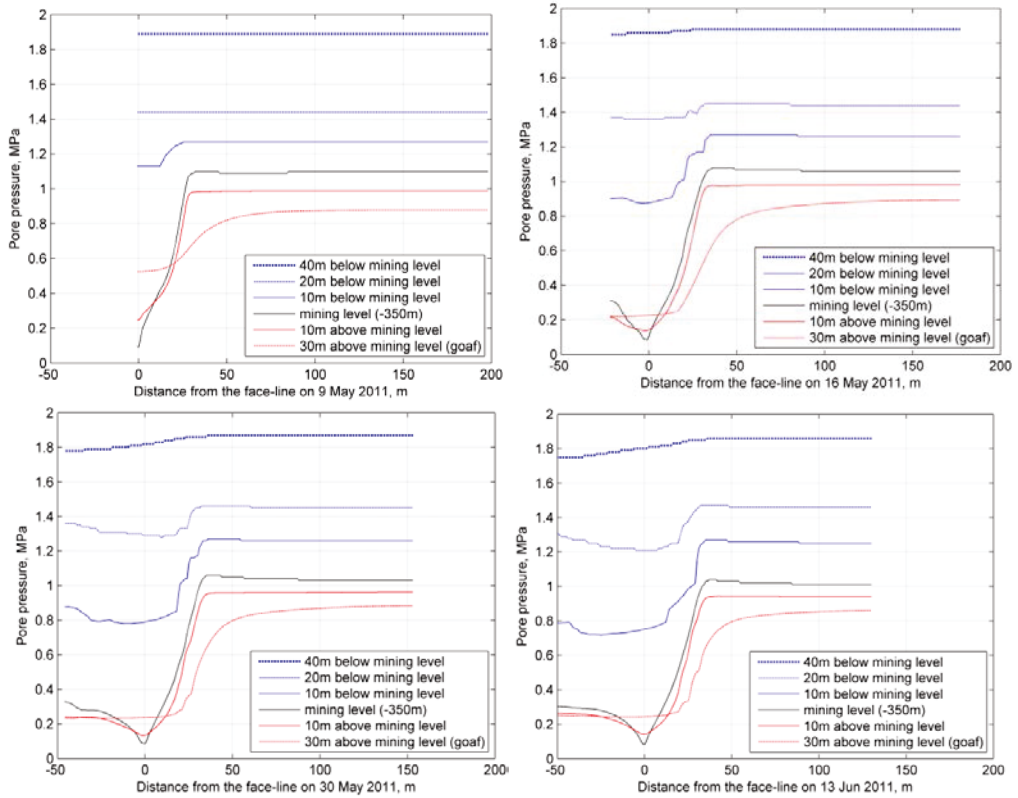 2
1.8
1.6
1.4
1.2
1
0.8
0.6
0.4
0.2
0
Pore pressure, MPa
40m below mining level
20m below mining level
10m below mining level
mining level (-350m)
10m above mining level
30m above mining level (goaf)
-50 0 50 100 150 200
Distance from the face-line on 9 May 2011, m
2
1.8
1.6
1.4
1.2
1
0.8
0.6
0.4
0.2
0
Pore pressure, MPa
40m below mining level
20m below mining level
10m below mining level
mining level (-350m)
10m above mining level
30m above mining level (goaf)
-50 0 50 100 150 200
Distance from the face-line on 16 May 2011, m
2
1.8
1.6
1.4
1.2
1
0.8
0.6
0.4
0.2
0
Pore pressure, MPa
40m below mining level
20m below mining level
10m below mining level
mining level (-350m)
10m above mining level
30m above mining level (goaf)
-50 0 50 100 150 200
Distance from the face-line on 30 May 2011, m
2
1.8
1.6
1.4
1.2
1
0.8
0.6
0.4
0.2
0
Pore pressure, MPa
40m below mining level
20m below mining level
10m below mining level
mining level (-350m)
10m above mining level
30m above mining level (goaf)
-50 0 50 100 150 200
Distance from the face-line on 13 Jun 2011, m